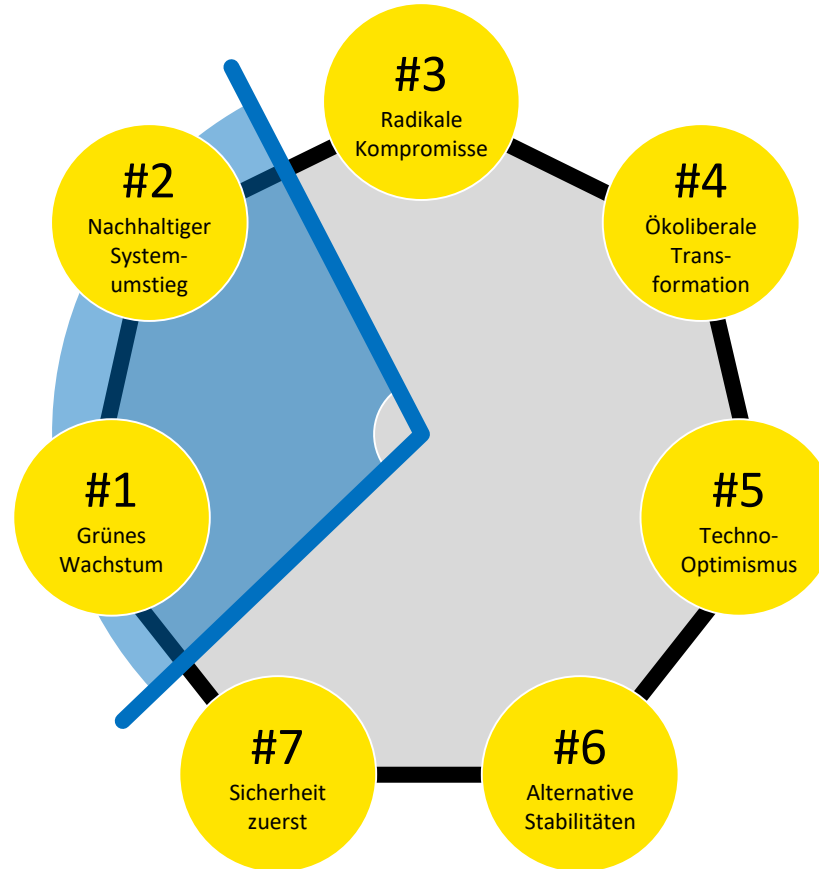 #3
Radikale
Kompromisse
#2
Nachhaltiger
System-
umstieg
#4
Ökoliberale
Trans-
formation
#1
Grünes
Wachstum
#5
Techno-
Optimismus
#7
Sicherheit
zuerst
#6
Alternative
Stabilitäten